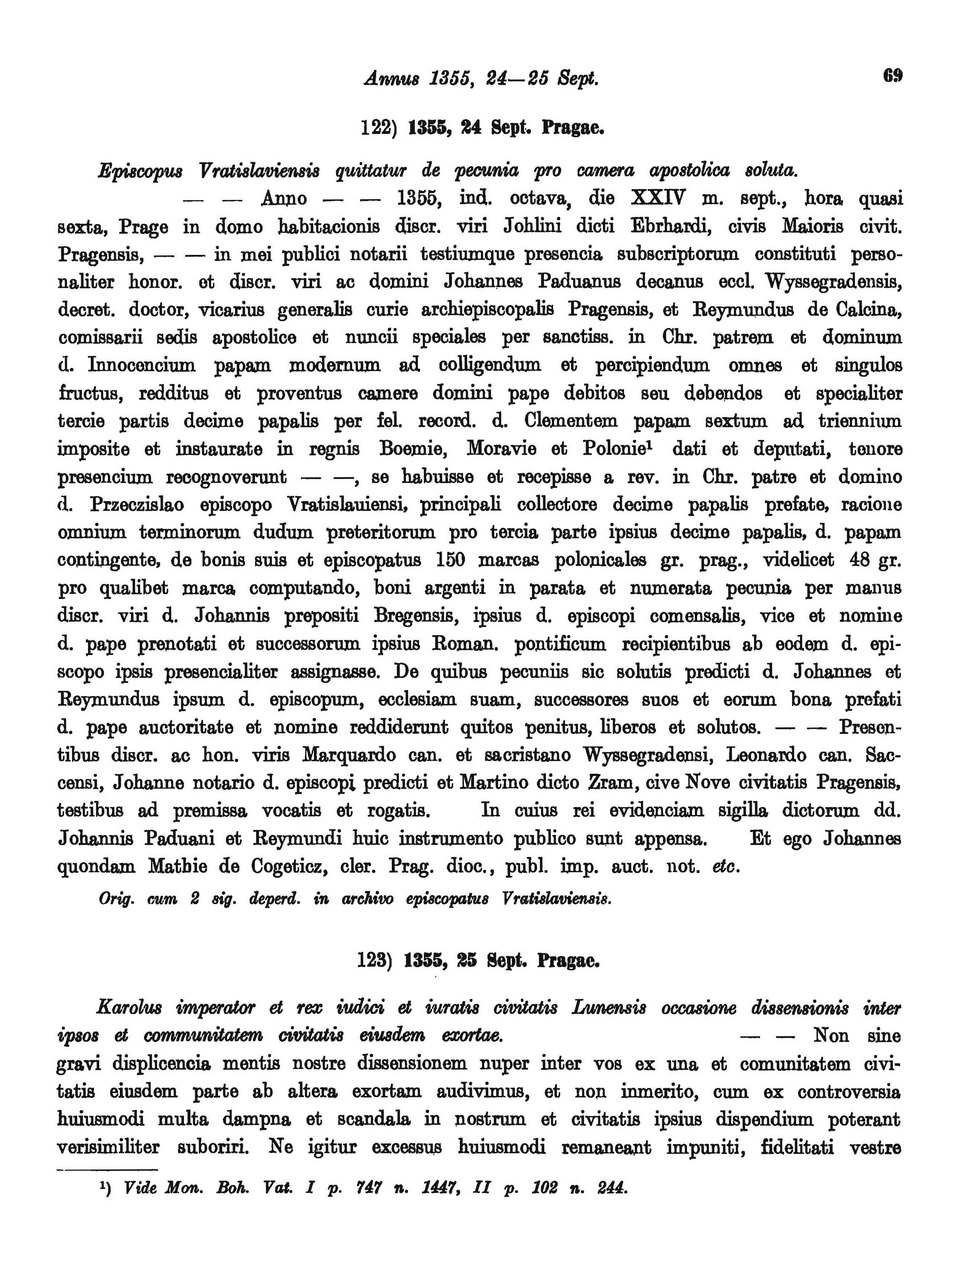 Annus 1355, 24—25 Sept. 69
122) 1355, 24 Sept. Pragae.
Episcopus Vratislaviensis quittatur de pecunia pro camera apostolica soluta.
— — Anno — — 1355, ind. octava, die XXIV m. sept., hora quasi
sexta, Prage in domo habitacionis discr. viri Johlini dicti Ebrhardi, civis Maioris civit.
Pragensis, — — in mei publici notarii testiumque presencia subscriptorum constituti perso-
naliter honor. et discr. viri ac domini Johannes Paduanus decanus eccl. Wyssegradensis,
decret. doctor, vicarius generalis curie archiepiscopalis Pragensis, et Reymundus de Calcina,
comissarii sedis apostolice et nuncii speciales per sanctiss. in Chr. patrem et dominum
d. Innocencium papam modernum ad colligendum et percipiendum omnes et singulos
fructus, redditus et proventus camere domini pape debitos seu debendos et specialiter
tercie partis decime papalis per fel. record. d. Clementem papam sextum ad triennium
imposite et instaurate in regnis Boemie, Moravie et Polonie¹ dati et deputati, tenore
presencium recognoverunt — —, se habuisse et recepisse a rev. in Chr. patre et domino
d. Przeczislao episcopo Vratislauiensi, principali collectore decime papalis prefate, racione
omnium terminorum dudum preteritorum pro tercia parte ipsius decime papalis, d. papam
contingente, de bonis suis et episcopatus 150 marcas polonicales gr. prag., videlicet 48 gr.
pro qualibet marca computando, boni argenti in parata et numerata pecunia per manus
discr. viri d. Johannis prepositi Bregensis, ipsius d. episcopi comensalis, vice et nomine
d. pape prenotati et successorum ipsius Roman. pontificum recipientibus ab eodem d. epi-
scopo ipsis presencialiter assignasse. De quibus pecuniis sic solutis predicti d. Johannes et
Reymundus ipsum d. episcopum, ecclesiam suam, successores suos et eorum bona prefati
d. pape auctoritate et nomine reddiderunt quitos penitus, liberos et solutos. — — Presen-
tibus discr. ac hon. viris Marquardo can. et sacristano Wyssegradensi, Leonardo can. Sac-
censi, Johanne notario d. episcopi predicti et Martino dicto Zram, cive Nove civitatis Pragensis,
testibus ad premissa vocatis et rogatis. In cuius rei evidenciam sigilla dictorum dd.
Johannis Paduani et Reymundi huic instrumento publico sunt appensa. Et ego Johannes
quondam Mathie de Cogeticz, cler. Prag. dioc., publ. imp. auct. not. etc.
Orig. cum 2 sig. deperd. in archivo episcopatus Vratislaviensis.
123) 1355, 25 Sept. Pragae.
Karolus imperator et rex iudici et iuratis civitatis Lunensis occasione dissensionis inter
ipsos et communitatem civitatis eiusdem exortae. — — Non sine
gravi displicencia mentis nostre dissensionem nuper inter vos ex una et comunitatem civi-
tatis eiusdem parte ab altera exortam audivimus, et non inmerito, cum ex controversia
huiusmodi multa dampna et scandala in nostrum et civitatis ipsius dispendium poterant
verisimiliter suboriri. Ne igitur excessus huiusmodi remaneant impuniti, fidelitati vestre
¹) Vide Mon. Boh. Vat. I p. 747 n. 1447, II p. 102 n. 244.